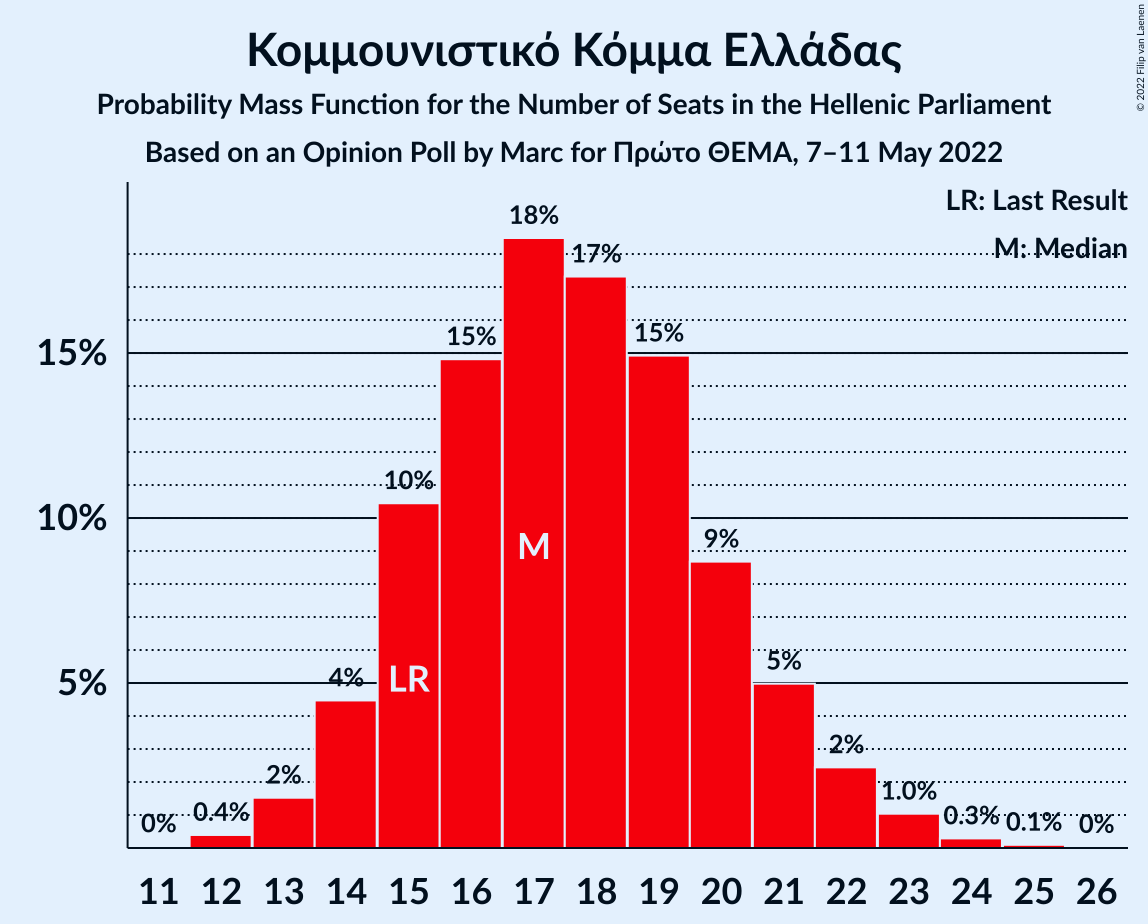 Κομμουνιστικό Κόμμα Ελλάδας
Probability Mass Function for the Number of Seats in the Hellenic Parliament
Based on an Opinion Poll by Marc for Πρώτο ΘΕΜΑ, 7–11 May 2022
© 2022 Filip van Laenen
LR: Last Result
M: Median
18%
17%
15%
15%
15%
10%
10%
9%
M
5%
5%
4%
LR
2%
2%
1.0%
0%
0.4%
0.3%
0.1%
0%
11 12 13 14 15 16 17 18 19 20 21 22 23 24 25 26